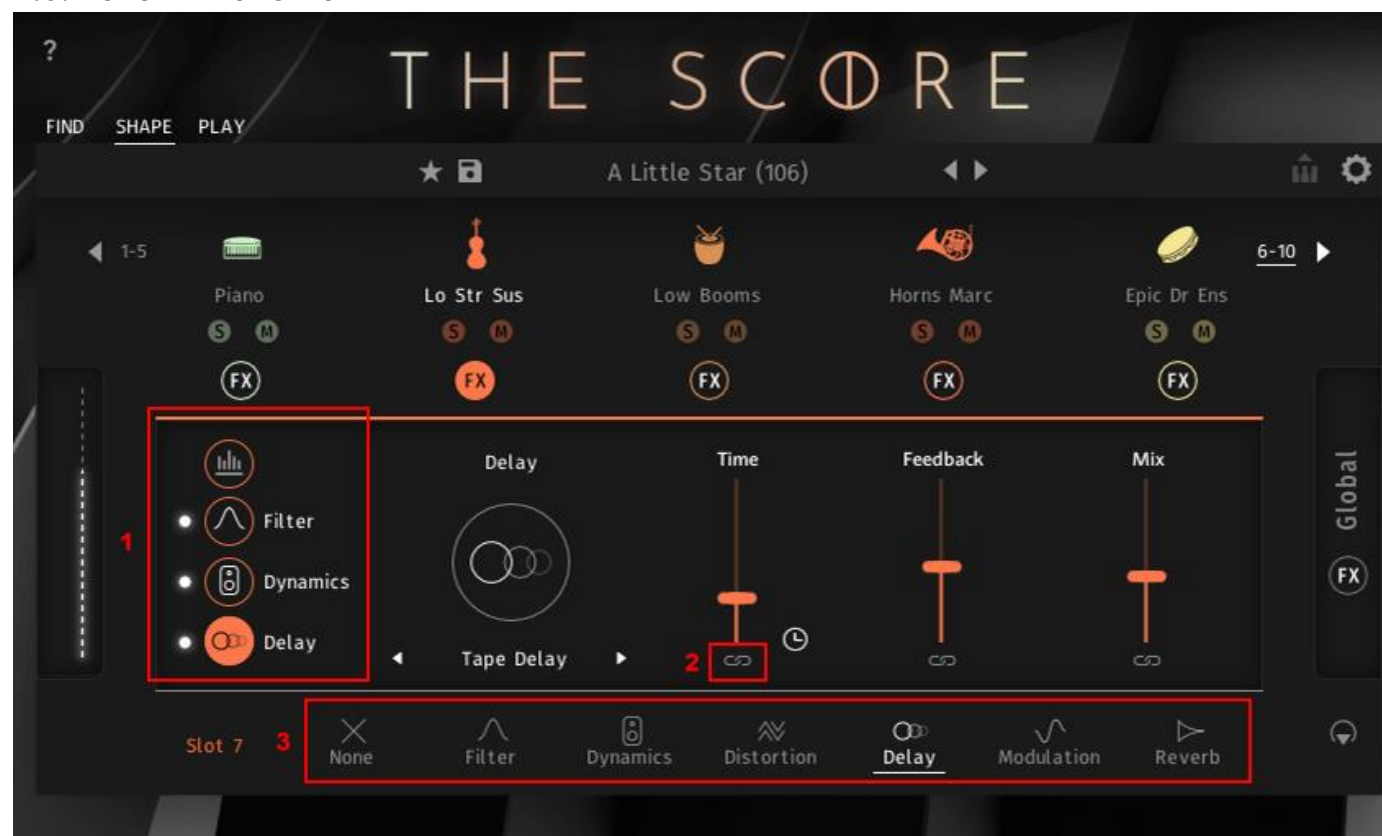 ?
THE SCORE
FIND SHAPE PLAY
A Little Star (106)
1-5
6-10
Piano Lo Str Sus Low Booms Horns Marc Epic Dr Ens
S M S M S M S M S M
FX FX FX FX FX
Delay Time Feedback Mix
Filter
1
Dynamics
Delay
Tape Delay
2
Global
FX
Slot 7
3
None Filter Dynamics Distortion Delay Modulation Reverb